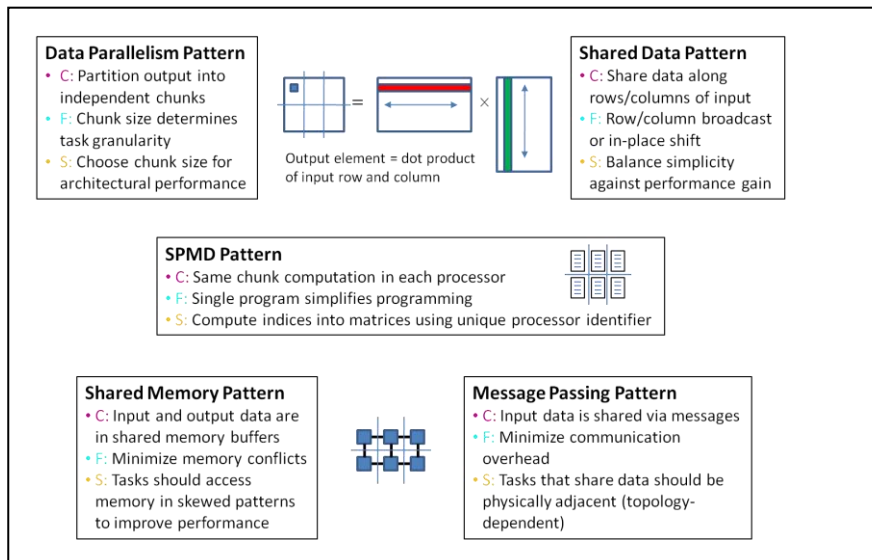 Data Parallelism Pattern
• C: Partition output into
independent chunks
• F: Chunk size determines
task granularity
• S: Choose chunk size for
architectural performance
=
×
Output element = dot product
of input row and column
Shared Data Pattern
• C: Share data along
rows/columns of input
• F: Row/column broadcast
or in-place shift
• S: Balance simplicity
against performance gain
SPMD Pattern
• C: Same chunk computation in each processor
• F: Single program simplifies programming
• S: Compute indices into matrices using unique processor identifier
Shared Memory Pattern
• C: Input and output data are
in shared memory buffers
• F: Minimize memory conflicts
• S: Tasks should access
memory in skewed patterns
to improve performance
Message Passing Pattern
• C: Input data is shared via messages
• F: Minimize communication
overhead
• S: Tasks that share data should be
physically adjacent (topology-
dependent)